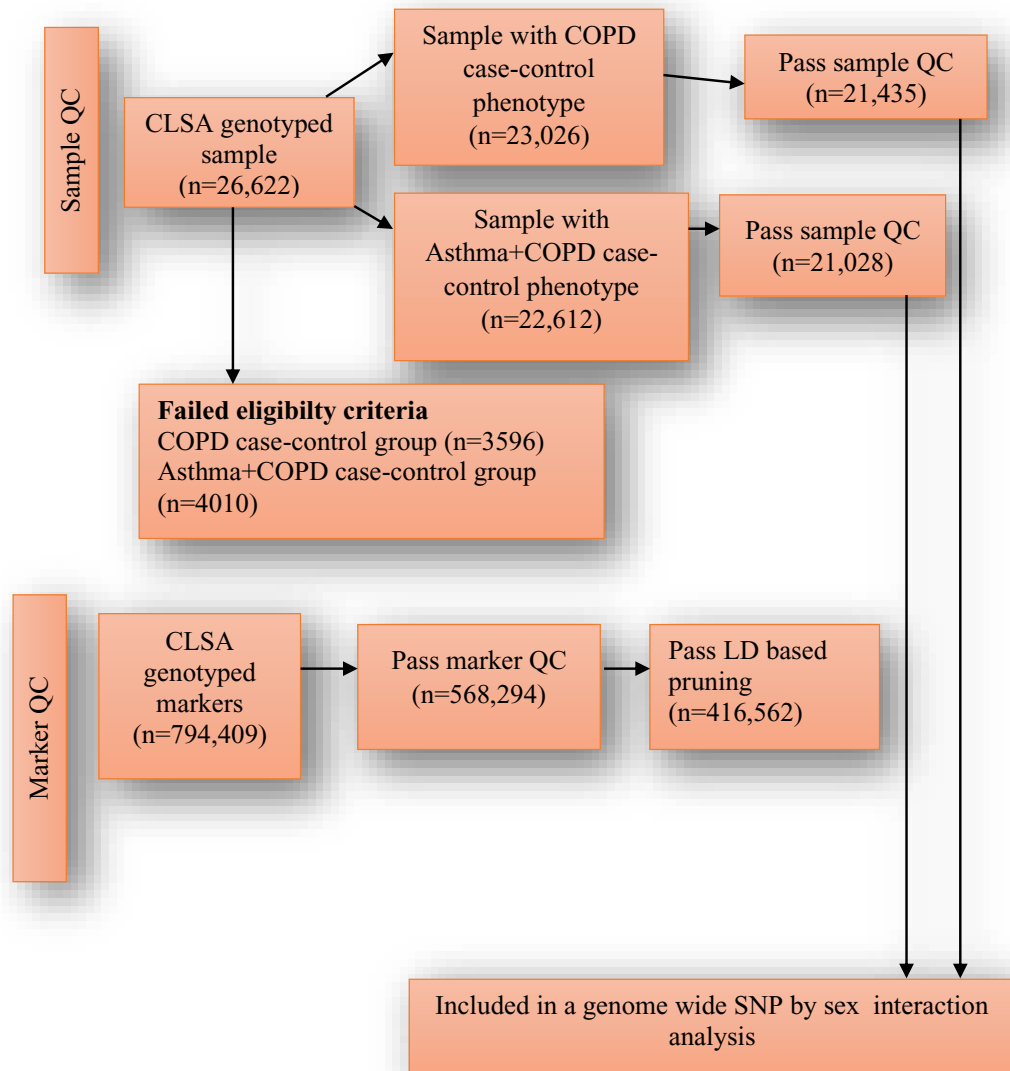 Sample QC
CLSA genotyped
sample
(n=26,622)
Sample with COPD
case-control
phenotype
(n=23,026)
Pass sample QC
(n=21,435)
Sample with
Asthma+COPD case-
control phenotype
(n=22,612)
Pass sample QC
(n=21,028)
Failed eligibilty criteria
COPD case-control group (n=3596)
Asthma+COPD case-control group
(n=4010)
Marker QC
CLSA
genotyped
markers
(n=794,409)
Pass marker QC
(n=568,294)
Pass LD based
pruning
(n=416,562)
Included in a genome wide SNP by sex interaction
analysis